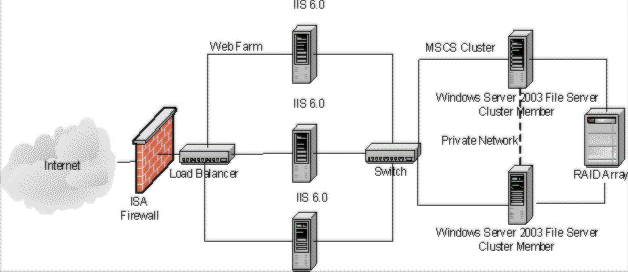 IIS 6.0
Web Farm
MSCS Cluster
Windows Server 2003 File Server
Cluster Member
IIS 6.0
Private Network
Internet
Load Balancer
Switch
RAID Array
ISA
Firewall
IIS 6.0
Windows Server 2003 File Server
Cluster Member